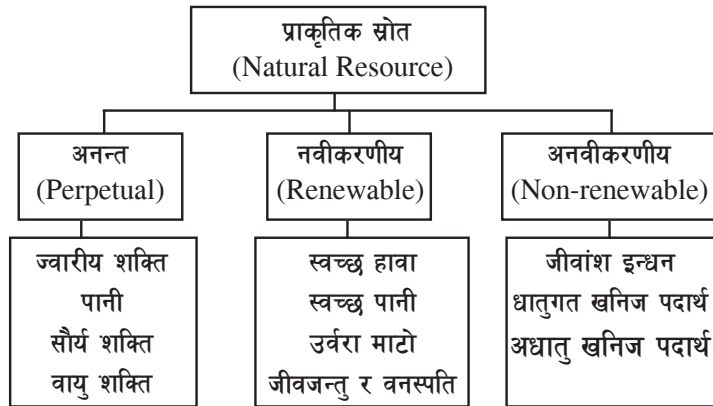 प्राकृतिक स्रोत
(Natural Resource)
अनन्त
(Perpetual)
नवीकरणीय
(Renewable)
अनवीकरणीय
(Non-renewable)
ज्वारीय शक्ति
पानी
सौर्य शक्ति
वायु शक्ति
स्वच्छ हावा
स्वच्छ पानी
उर्वरा माटो
जीवजन्तु र वनस्पति
जीवांश इन्धन
धातुगत खनिज पदार्थ
अधातु खनिज पदार्थ